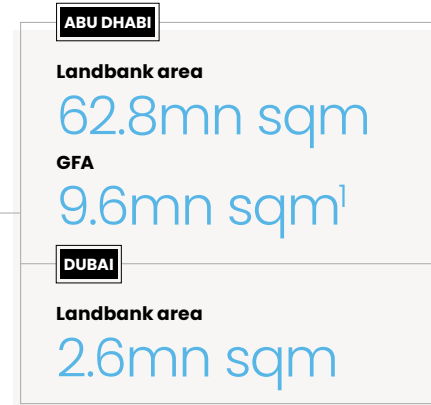 ABU DHABI
Landbank area
62.8mn sqm
GFA
9.6mn sqm¹
DUBAI
Landbank area
2.6mn sqm